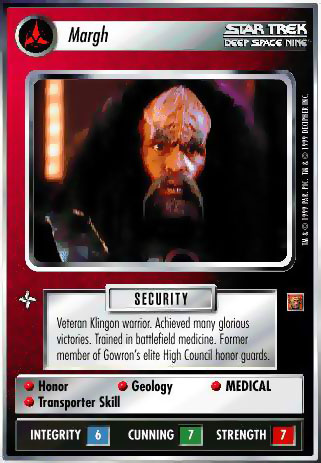 Margh
STAR TREK
DEEP SPACE NINE
TM & © 1999 PAR. PIC. TM & © 1999 DECIPHER INC.
SECURITY
Veteran Klingon warrior. Achieved many glorious
victories. Trained in battlefield medicine. Former
member of Gowron's elite High Council honor guards.
Honor Geology MEDICAL
Transporter Skill
INTEGRITY 6 CUNNING 7 STRENGTH 7